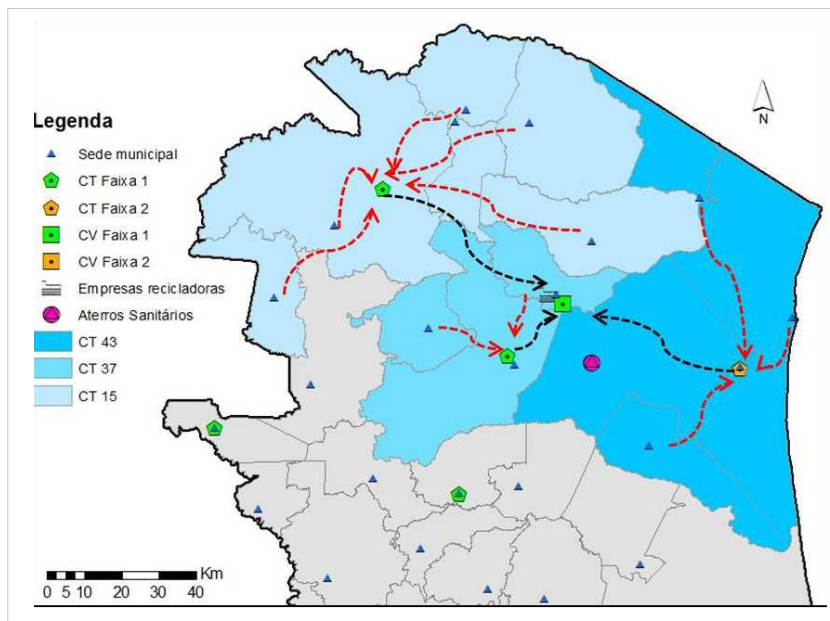 N
Legenda
Sede municipal
CT Faixa 1
CT Faixa 2
CV Faixa 1
CV Faixa 2
Empresas recicladoras
Aterros Sanitários
CT 43
CT 37
CT 15
Km
0 5 10 20 30 40